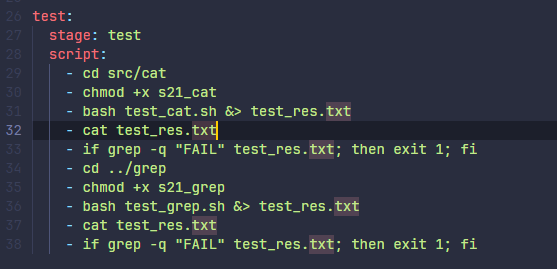 26 test:
27 stage: test
28 script:
29 - cd src/cat
30 - chmod +x s21_cat
31 - bash test_cat.sh &> test_res.txt
32 - cat test_res.txt
33 - if grep -q "FAIL" test_res.txt; then exit 1; fi
34 - cd ../grep
35 - chmod +x s21_grep
36 - bash test_grep.sh &> test_res.txt
37 - cat test_res.txt
38 - if grep -q "FAIL" test_res.txt; then exit 1; fi